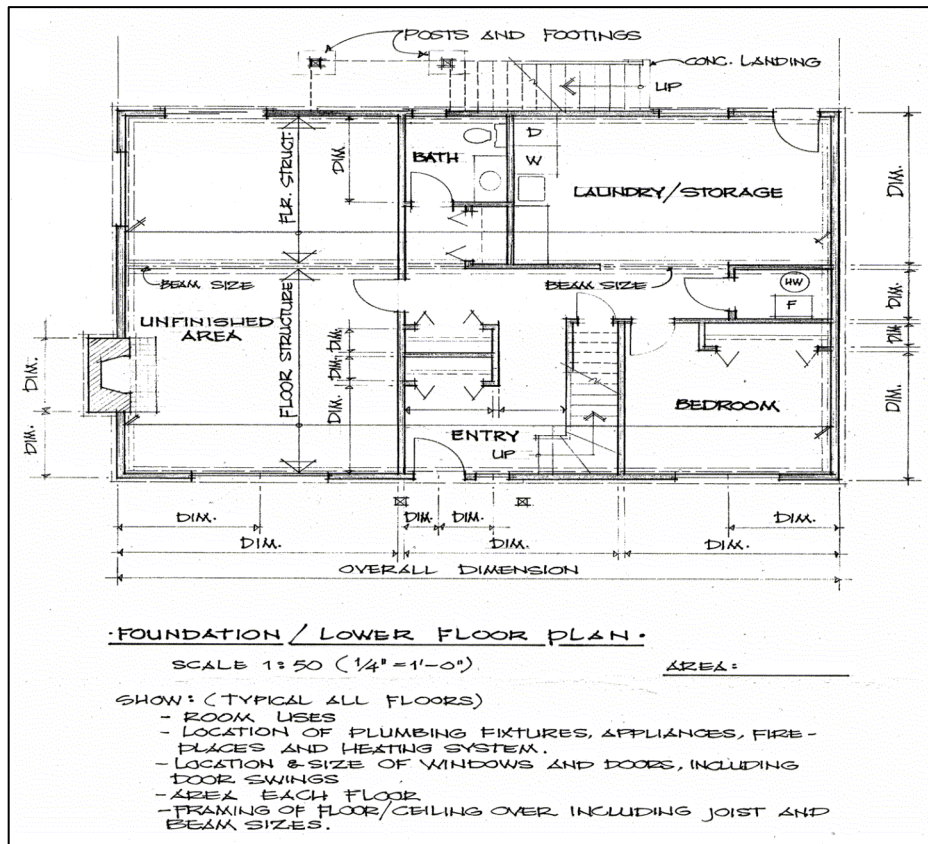 POSTS AND FOOTINGS
CONC. LANDING
UP
BATH
D
W
LAUNDRY/STORAGE
DIM.
FLR. STRUCT.
DIM.
BEAM SIZE
BEAM SIZE
HW
F
DIM.
DIM
UNFINISHED
AREA
FLOOR STRUCTURE
DIM.
DIM.
DIM.
DIM.
DIM.
DIM.
BEDROOM
ENTRY
UP
DIM.
DIM.
DIM.
DIM.
DIM.
DIM.
DIM.
OVERALL DIMENSION
·FOUNDATION / LOWER FLOOR PLAN·
SCALE 1:50 (1/4" = 1'-0")
AREA:
SHOW: (TYPICAL ALL FLOORS)
- ROOM USES
- LOCATION OF PLUMBING FIXTURES, APPLIANCES, FIRE-
PLACES AND HEATING SYSTEM.
- LOCATION & SIZE OF WINDOWS AND DOORS, INCLUDING
DOOR SWINGS
- AREA EACH FLOOR
- FRAMING OF FLOOR/CEILING OVER INCLUDING JOIST AND
BEAM SIZES.